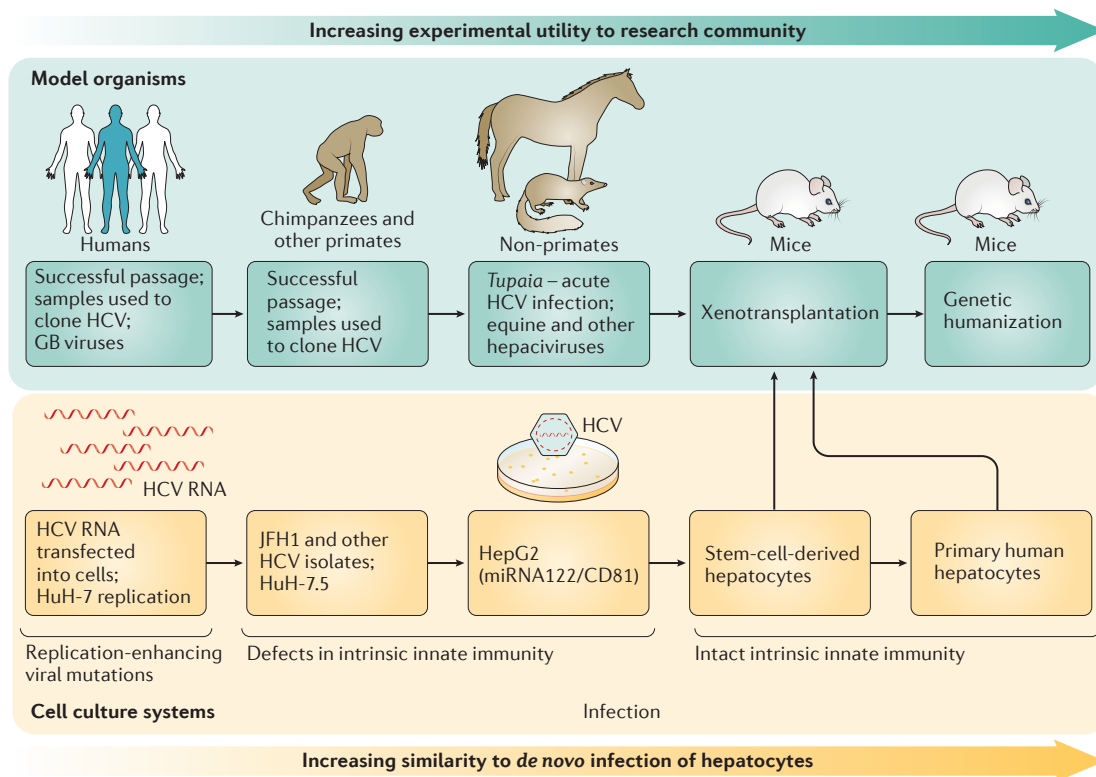 Increasing experimental utility to research community
Model organisms
Humans
Chimpanzees and
other primates
Non-primates
Mice
Mice
Successful passage;
samples used to
clone HCV;
GB viruses
Successful
passage;
samples used
to clone HCV
Tupaia – acute
HCV infection;
equine and other
hepaciviruses
Xenotransplantation
Genetic
humanization
HCV RNA
HCV
HCV RNA
transfected
into cells;
HuH-7 replication
JFH1 and other
HCV isolates;
HuH-7.5
HepG2
(miRNA122/CD81)
Stem-cell-derived
hepatocytes
Primary human
hepatocytes
Replication-enhancing
viral mutations
Defects in intrinsic innate immunity
Intact intrinsic innate immunity
Cell culture systems
Infection
Increasing similarity to de novo infection of hepatocytes